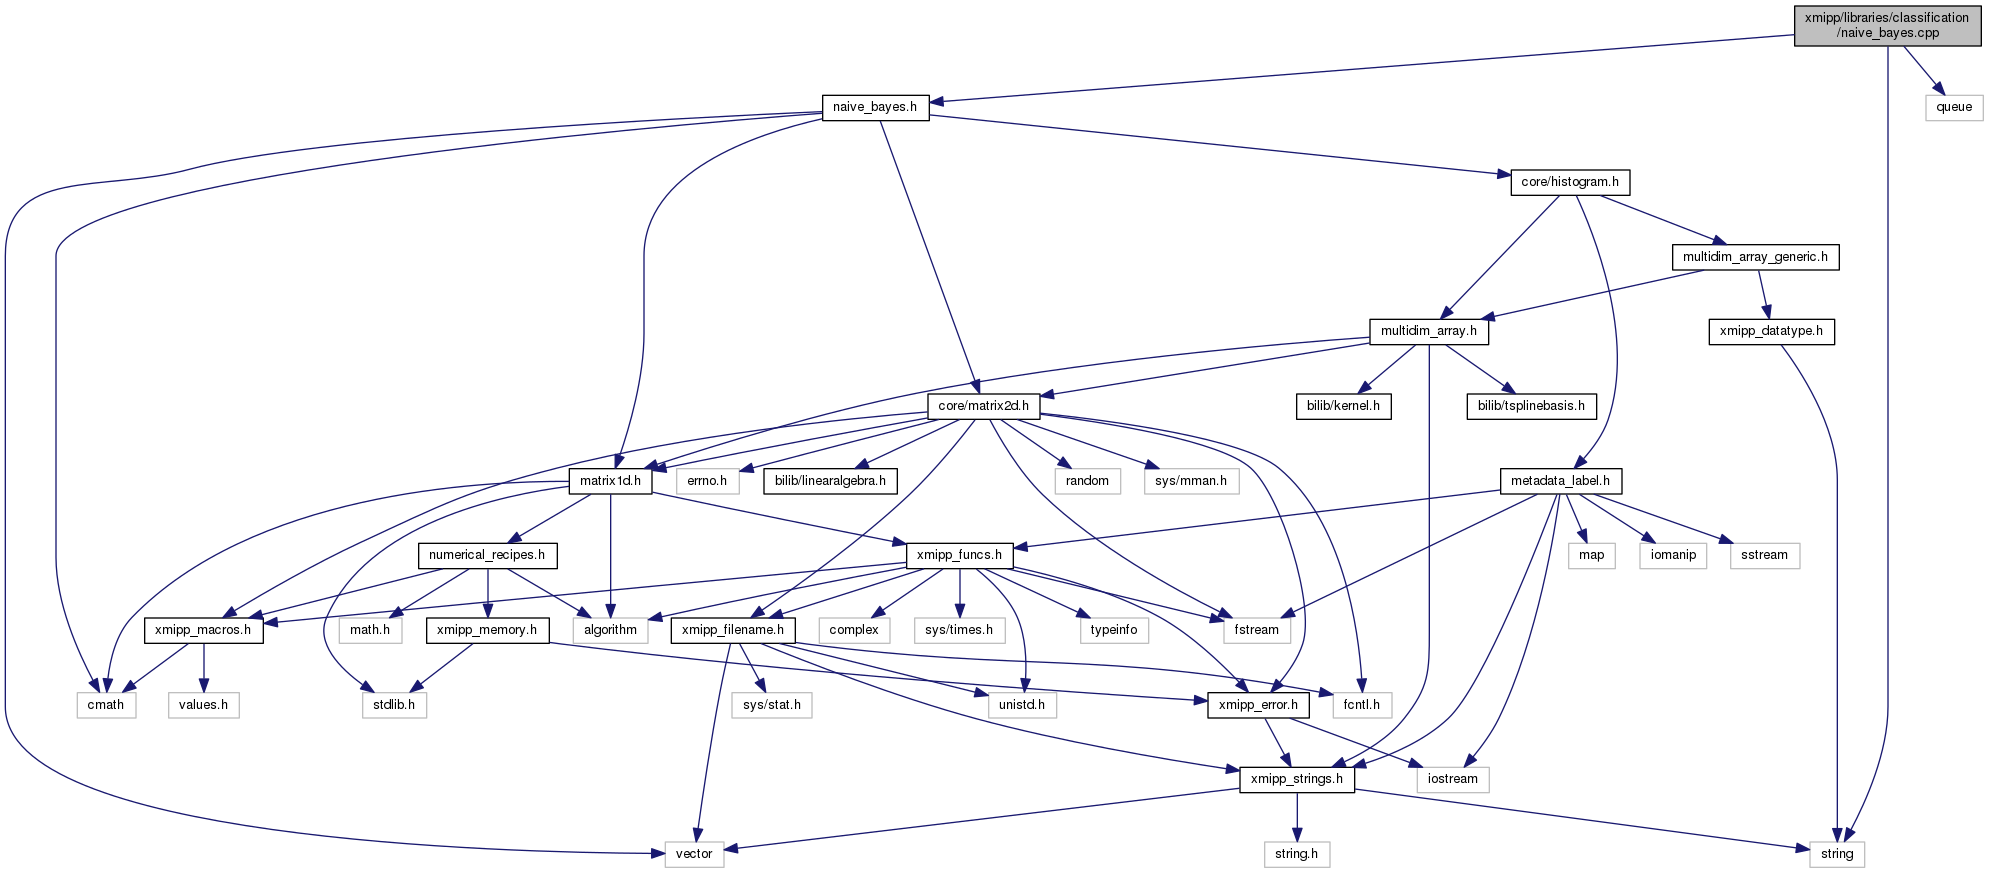 xmipp/libraries/classification
/naive_bayes.cpp
naive_bayes.h
queue
core/histogram.h
multidim_array_generic.h
multidim_array.h
xmipp_datatype.h
core/matrix2d.h
bilib/kernel.h
bilib/tsplinebasis.h
matrix1d.h
errno.h
bilib/linearalgebra.h
random
sys/mman.h
metadata_label.h
numerical_recipes.h
xmipp_funcs.h
map
iomanip
sstream
xmipp_macros.h
math.h
xmipp_memory.h
algorithm
xmipp_filename.h
complex
sys/times.h
typeinfo
fstream
cmath
values.h
stdlib.h
sys/stat.h
unistd.h
xmipp_error.h
fcntl.h
xmipp_strings.h
iostream
vector
string.h
string